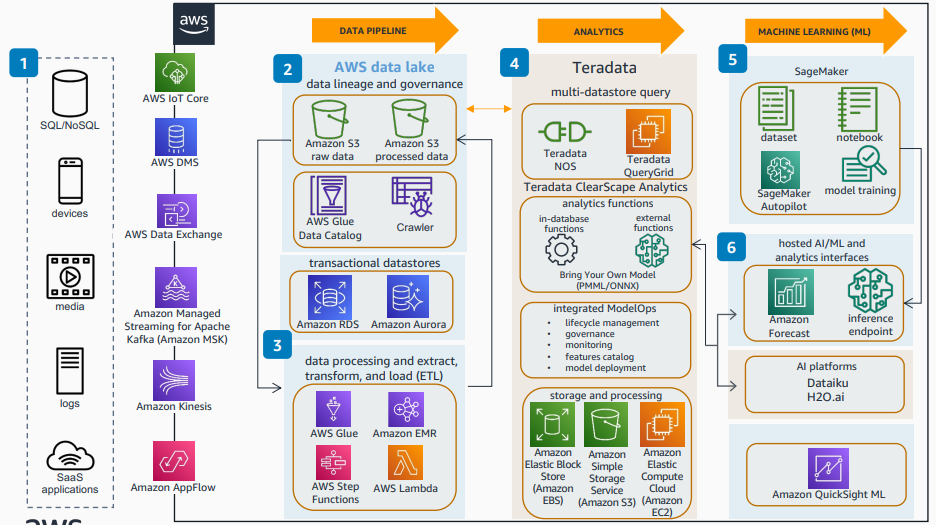 aws
DATA PIPELINE
ANALYTICS
MACHINE LEARNING (ML)
1
SQL/NoSQL
devices
media
logs
SaaS
applications
aws
AWS IoT Core
AWS DMS
AWS Data Exchange
Amazon Managed
Streaming for Apache
Kafka (Amazon MSK)
Amazon Kinesis
Amazon AppFlow
2
AWS data lake
data lineage and governance
Amazon S3
raw data
Amazon S3
processed data
AWS Glue
Data Catalog
Crawler
transactional datastores
Amazon RDS
Amazon Aurora
3
data processing and extract,
transform, and load (ETL)
AWS Glue
Amazon EMR
AWS Step
Functions
AWS Lambda
4
Teradata
multi-datastore query
Teradata
NOS
Teradata
QueryGrid
Teradata ClearScape Analytics
analytics functions
in-database
functions
external
functions
Bring Your Own Model
(PMML/ONNX)
integrated ModelOps
• lifecycle management
• governance
• monitoring
• features catalog
• model deployment
storage and processing
Amazon
Elastic Block
Store
(Amazon
EBS)
Amazon
Simple
Storage
Service
(Amazon S3)
Amazon
Elastic
Compute
Cloud
(Amazon
EC2)
5
SageMaker
dataset
notebook
SageMaker
Autopilot
model training
6
hosted AI/ML and
analytics interfaces
Amazon
Forecast
inference
endpoint
AI platforms
Dataiku
H2O.ai
Amazon QuickSight ML